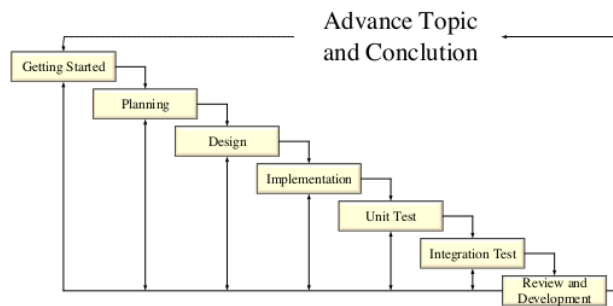 Advance Topic
and Conclution
Getting Started
Planning
Design
Implementation
Unit Test
Integration Test
Review and
Development